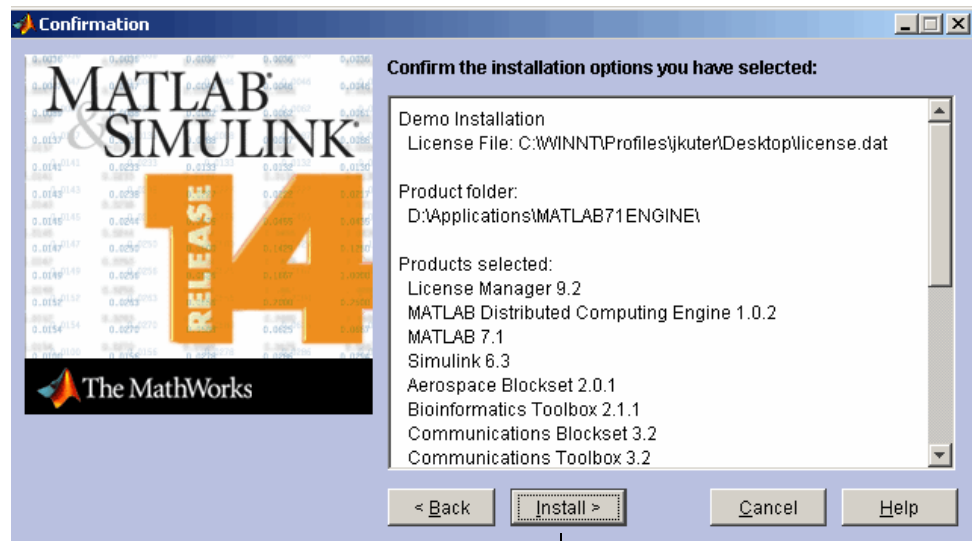 Confirmation
MATLAB®
&SIMULINK®
RELEASE
14
The MathWorks
Confirm the installation options you have selected:
Demo Installation
License File: C:\WINNT\Profiles\jkuter\Desktop\license.dat
Product folder:
D:\Applications\MATLAB71ENGINE\
Products selected:
License Manager 9.2
MATLAB Distributed Computing Engine 1.0.2
MATLAB 7.1
Simulink 6.3
Aerospace Blockset 2.0.1
Bioinformatics Toolbox 2.1.1
Communications Blockset 3.2
Communications Toolbox 3.2
< Back
Install >
Cancel
Help